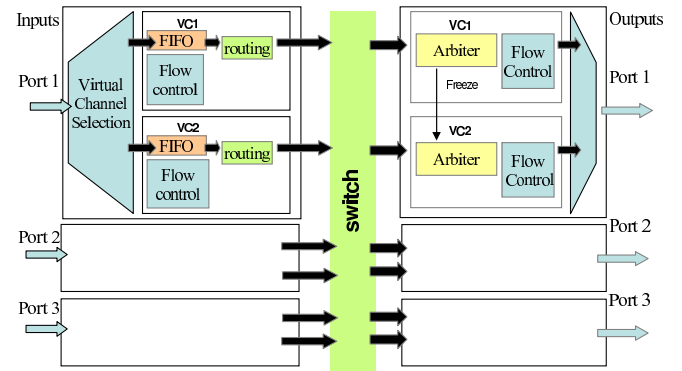 Inputs
Outputs
Port 1
Virtual
Channel
Selection
VC1
FIFO
routing
Flow
control
VC2
FIFO
routing
Flow
control
switch
VC1
Arbiter
Flow
Control
Freeze
VC2
Arbiter
Flow
Control
Port 1
Port 2
Port 2
Port 3
Port 3